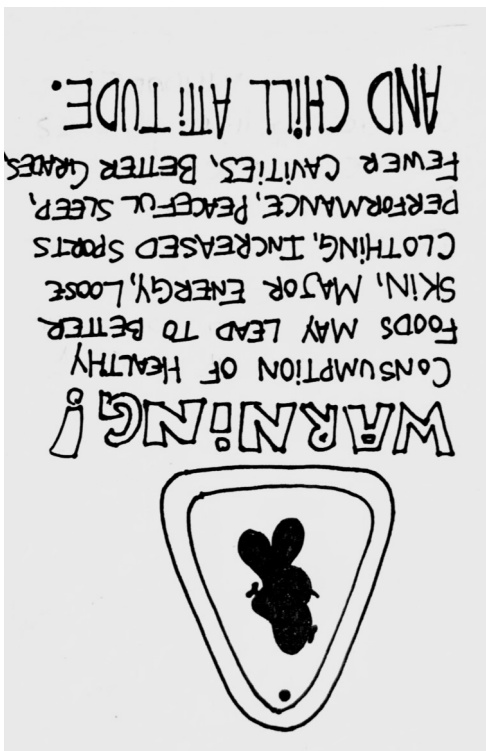 WARNING!
CONSUMPTION OF HEALTHY
FOODS MAY LEAD TO BETTER
SKIN, MAJOR ENERGY, LOOSE
CLOTHING, INCREASED SPORTS
PERFORMANCE, PEACEFUL SLEEP,
FEWER CAVITIES, BETTER GRADES,
AND CHILL ATTITUDE.